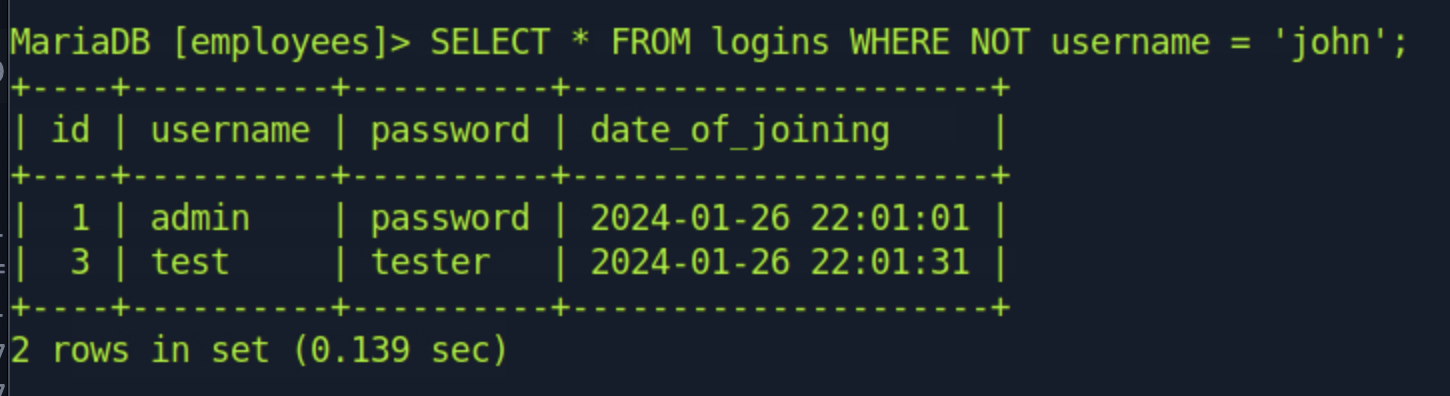 MariaDB [employees]> SELECT * FROM logins WHERE NOT username = 'john';
+----+----------+----------+---------------------+
| id | username | password | date_of_joining     |
+----+----------+----------+---------------------+
|  1 | admin    | password | 2024-01-26 22:01:01 |
|  3 | test     | tester   | 2024-01-26 22:01:31 |
+----+----------+----------+---------------------+
2 rows in set (0.139 sec)